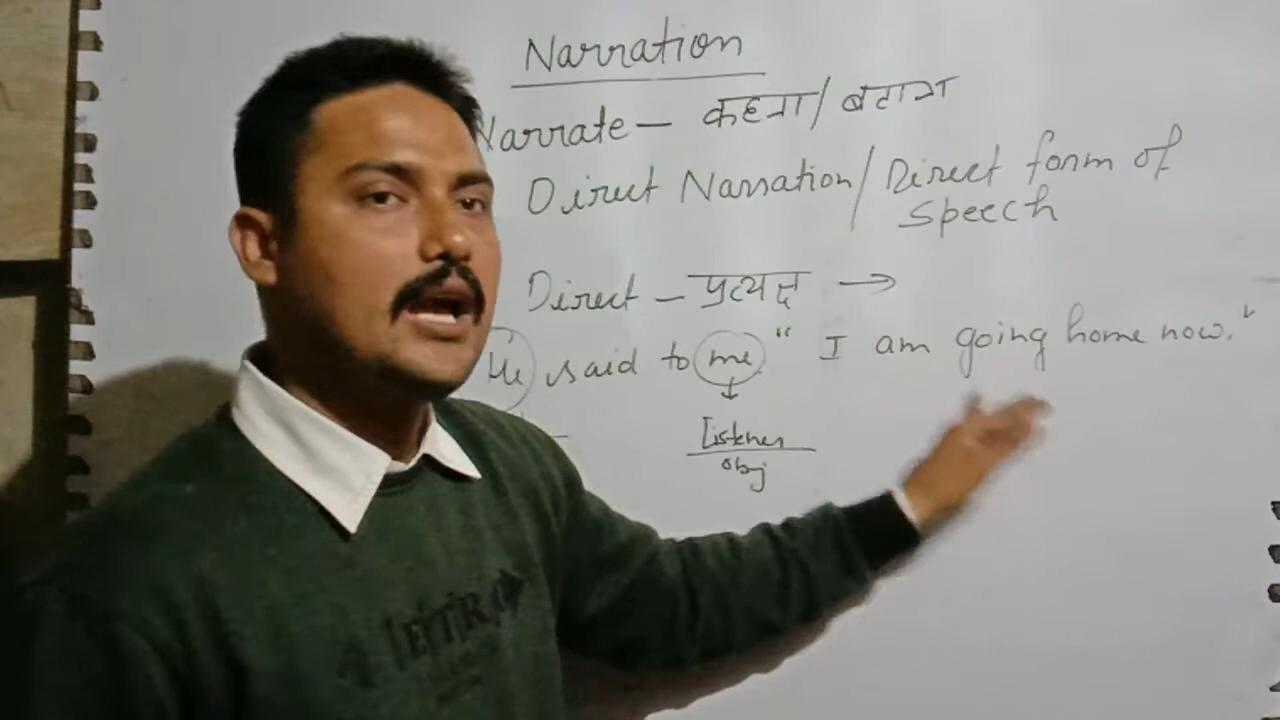 Narration
Narrate — कहना / बताना
Direct Narration / Direct form of
speech
Direct — प्रत्यक्ष →
He said to me, “ I am going home now.”
↓
Listener
obj